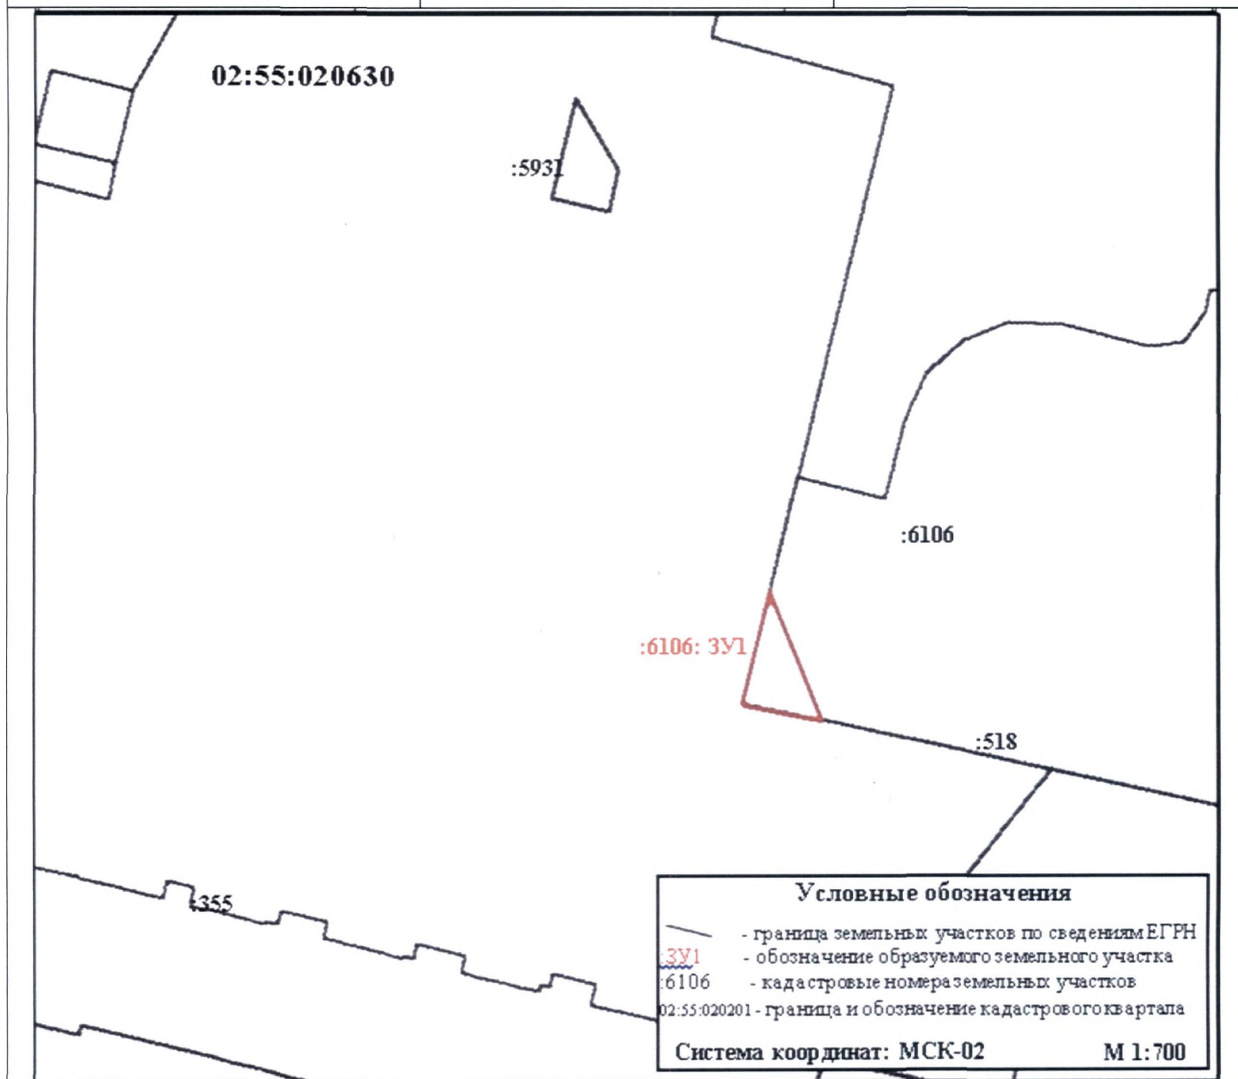 02:55:020630
:5931
:6106
:6106: ЗУ1
:518
:355
Условные обозначения
- граница земельных участков по сведениям ЕГРН
:ЗУ1 - обозначение образуемого земельного участка
:6106 - кадастровые номера земельных участков
02:55:020201 - граница и обозначение кадастрового квартала
Система координат: МСК-02 М 1:700